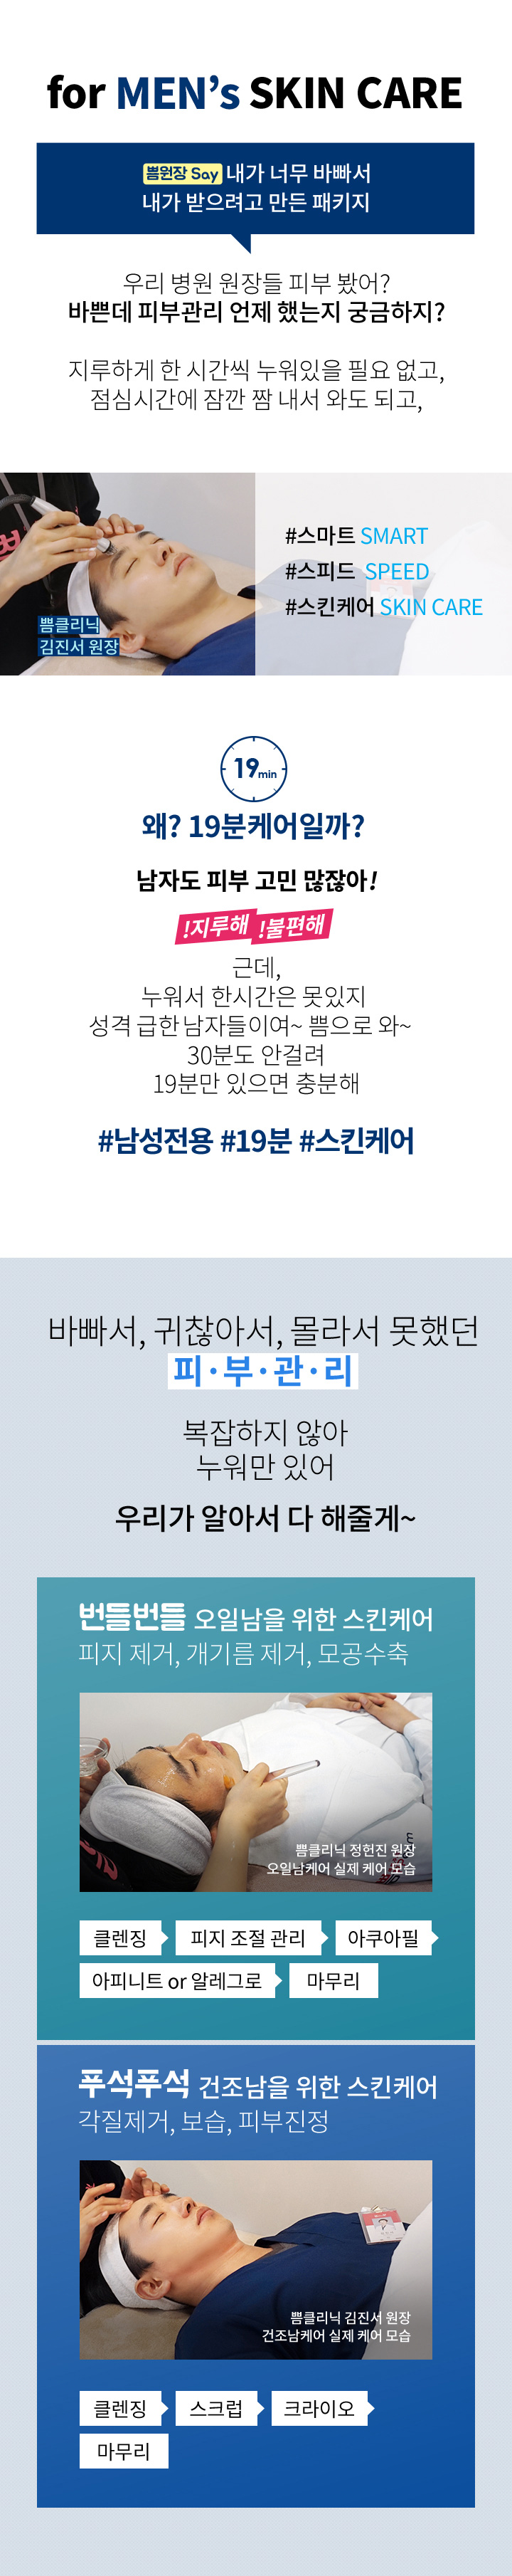 for MEN's SKIN CARE
쁨원장 Say 내가 너무 바빠서
내가 받으려고 만든 패키지
우리 병원 원장들 피부 봤어?
바쁜데 피부관리 언제 했는지 궁금하지?
지루하게 한 시간씩 누워있을 필요 없고,
점심시간에 잠깐 짬 내서 와도 되고,
쁨클리닉
김진서 원장
#스마트 SMART
#스피드 SPEED
#스킨케어 SKIN CARE
19min
왜? 19분케어일까?
남자도 피부 고민 많잖아!
!지루해 !불편해
근데,
누워서 한시간은 못있지
성격 급한남자들이여~ 쁨으로 와~
30분도 안걸려
19분만 있으면 충분해
#남성전용 #19분 #스킨케어
바빠서, 귀찮아서, 몰라서 못했던
피·부·관·리
복잡하지 않아
누워만 있어
우리가 알아서 다 해줄게~
번들번들 오일남을 위한 스킨케어
피지 제거, 개기름 제거, 모공수축
쁨클리닉 정헌진 원장
오일남케어 실제 케어 모습
클렌징 피지 조절 관리 아쿠아필
아피니트 or 알레그로 마무리
푸석푸석 건조남을 위한 스킨케어
각질제거, 보습, 피부진정
쁨클리닉 김진서 원장
건조남케어 실제 케어 모습
클렌징 스크럽 크라이오
마무리